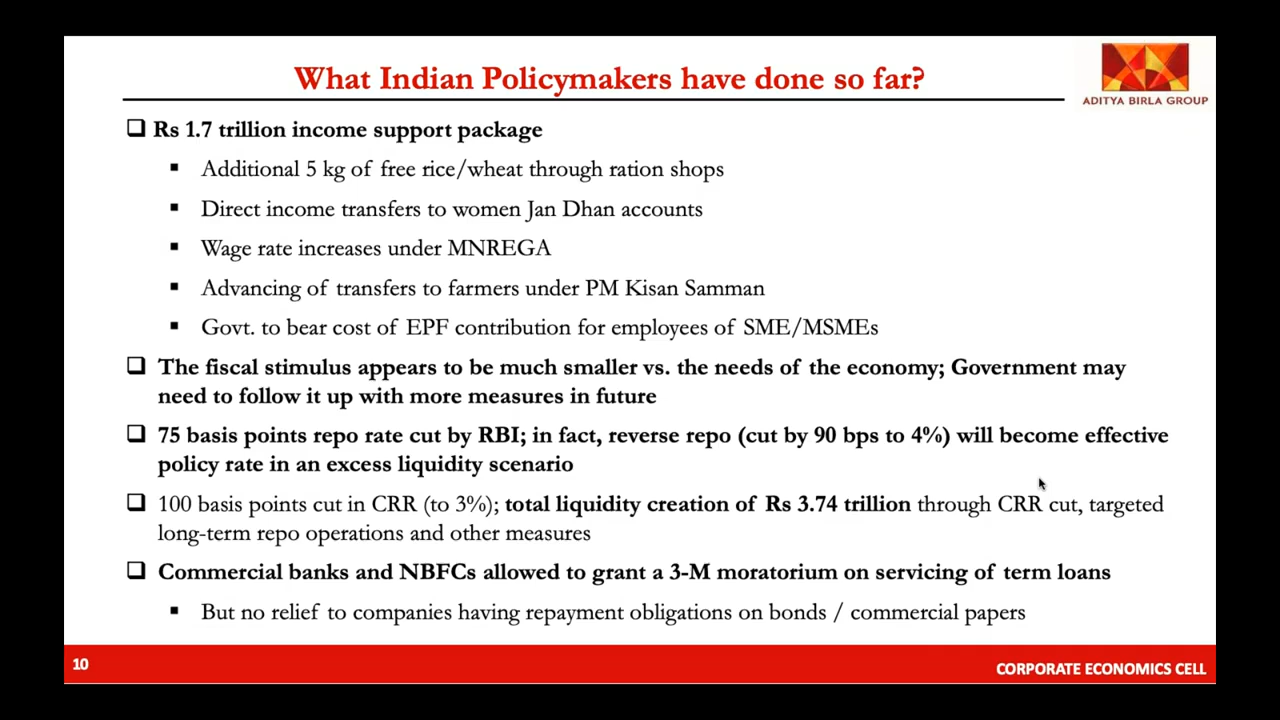 What Indian Policymakers have done so far?
ADITYA BIRLA GROUP
Rs 1.7 trillion income support package
Additional 5 kg of free rice/wheat through ration shops
Direct income transfers to women Jan Dhan accounts
Wage rate increases under MNREGA
Advancing of transfers to farmers under PM Kisan Samman
Govt. to bear cost of EPF contribution for employees of SME/MSMEs
The fiscal stimulus appears to be much smaller vs. the needs of the economy; Government may
need to follow it up with more measures in future
75 basis points repo rate cut by RBI; in fact, reverse repo (cut by 90 bps to 4%) will become effective
policy rate in an excess liquidity scenario
100 basis points cut in CRR (to 3%); total liquidity creation of Rs 3.74 trillion through CRR cut, targeted
long-term repo operations and other measures
Commercial banks and NBFCs allowed to grant a 3-M moratorium on servicing of term loans
But no relief to companies having repayment obligations on bonds / commercial papers
10
CORPORATE ECONOMICS CELL